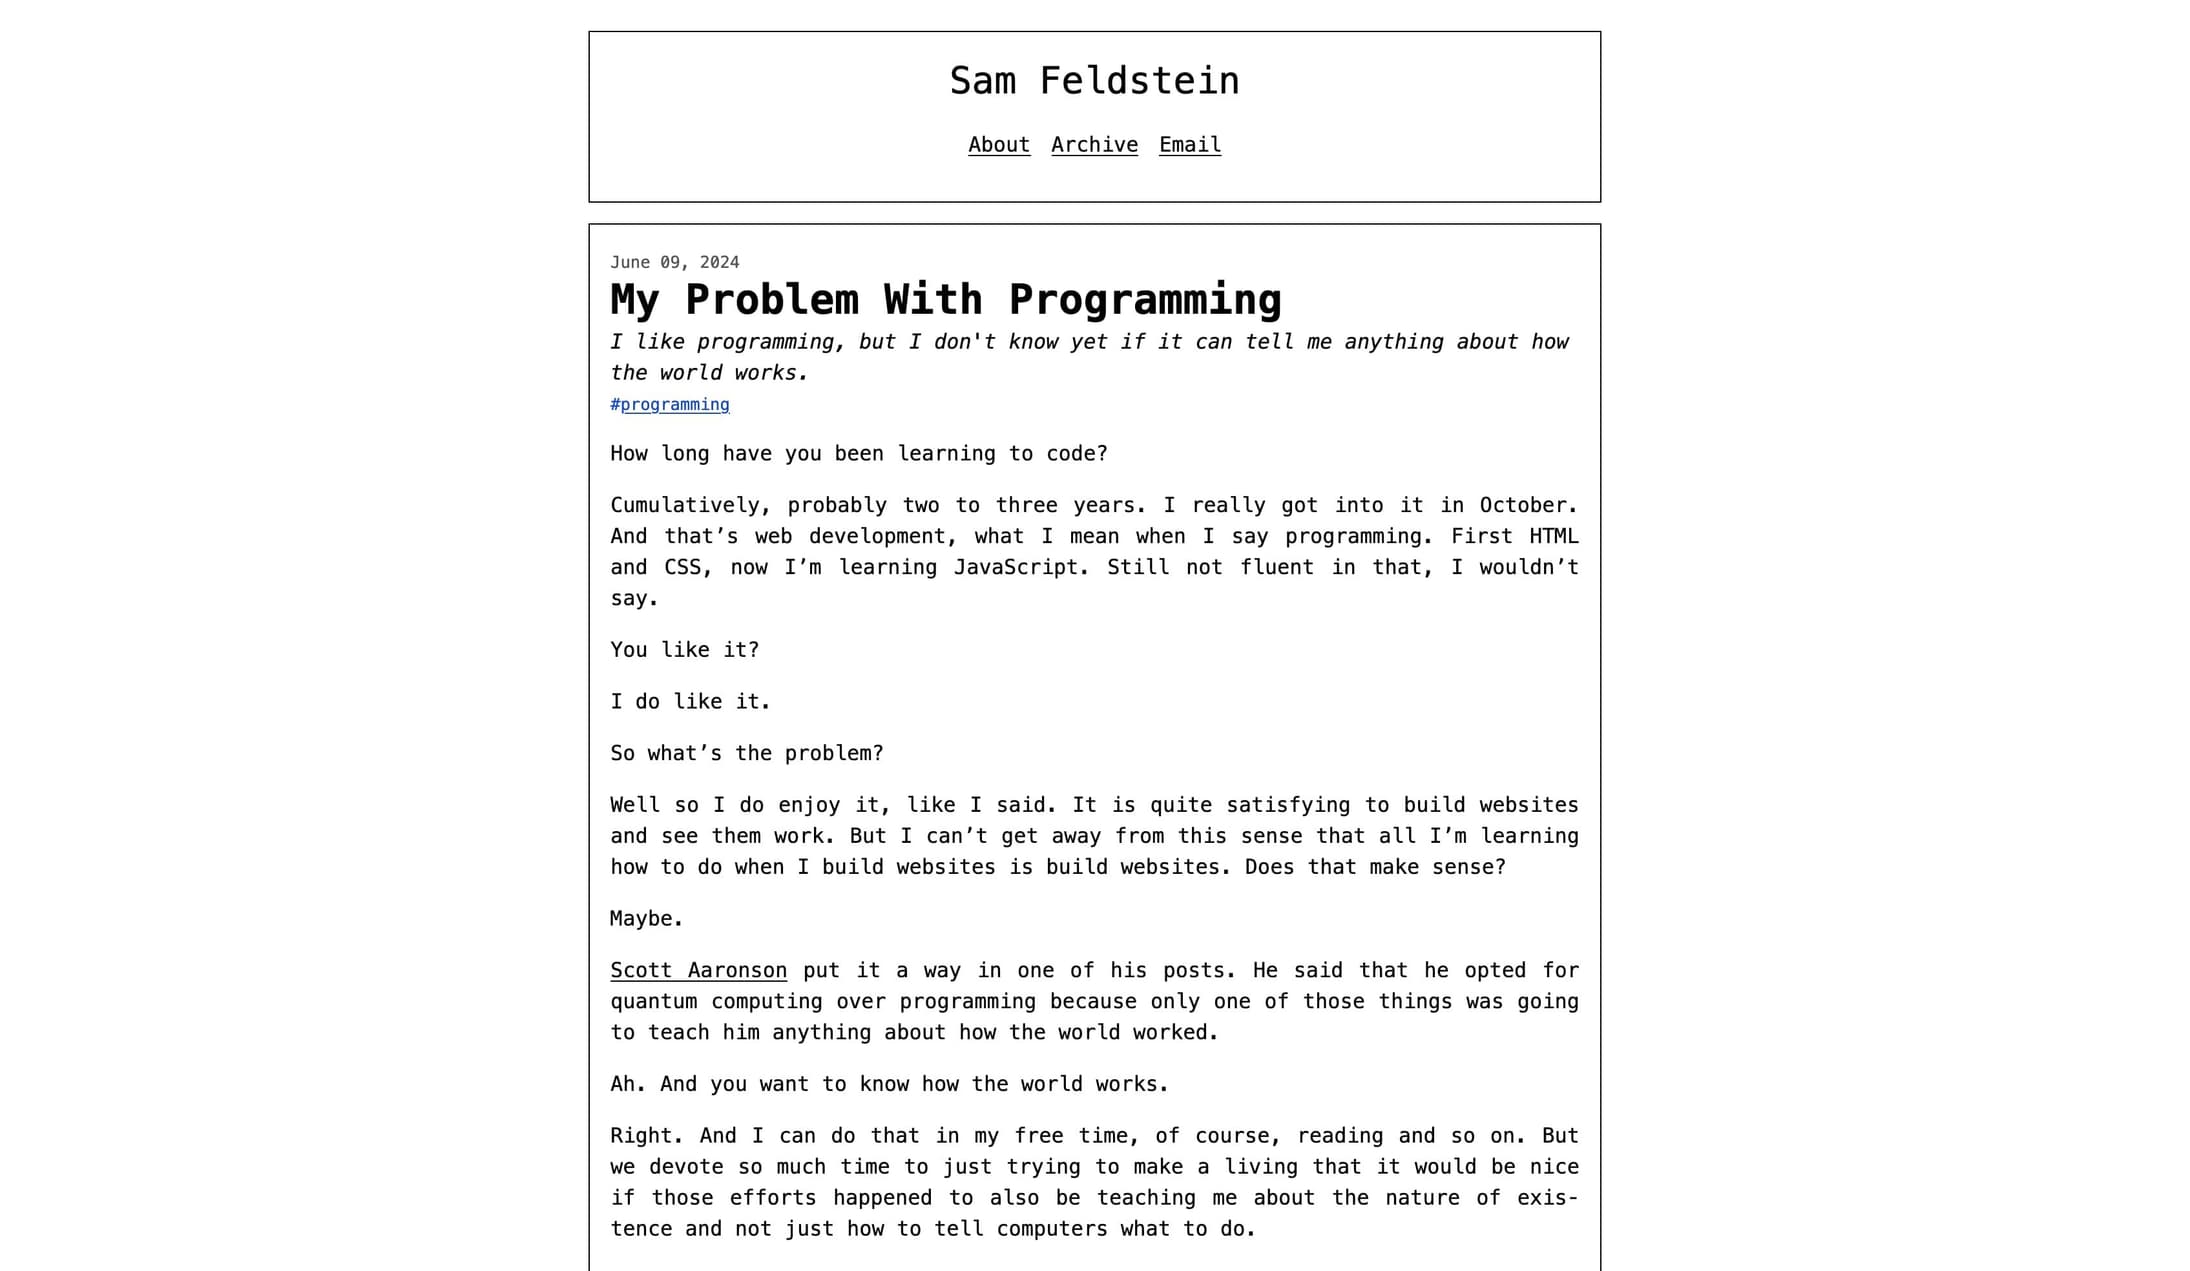 Sam Feldstein
About Archive Email
June 09, 2024
My Problem With Programming
I like programming, but I don't know yet if it can tell me anything about how
the world works.
#programming
How long have you been learning to code?
Cumulatively, probably two to three years. I really got into it in October.
And that’s web development, what I mean when I say programming. First HTML
and CSS, now I’m learning JavaScript. Still not fluent in that, I wouldn’t
say.
You like it?
I do like it.
So what’s the problem?
Well so I do enjoy it, like I said. It is quite satisfying to build websites
and see them work. But I can’t get away from this sense that all I’m learning
how to do when I build websites is build websites. Does that make sense?
Maybe.
Scott Aaronson put it a way in one of his posts. He said that he opted for
quantum computing over programming because only one of those things was going
to teach him anything about how the world worked.
Ah. And you want to know how the world works.
Right. And I can do that in my free time, of course, reading and so on. But
we devote so much time to just trying to make a living that it would be nice
if those efforts happened to also be teaching me about the nature of exis-
tence and not just how to tell computers what to do.